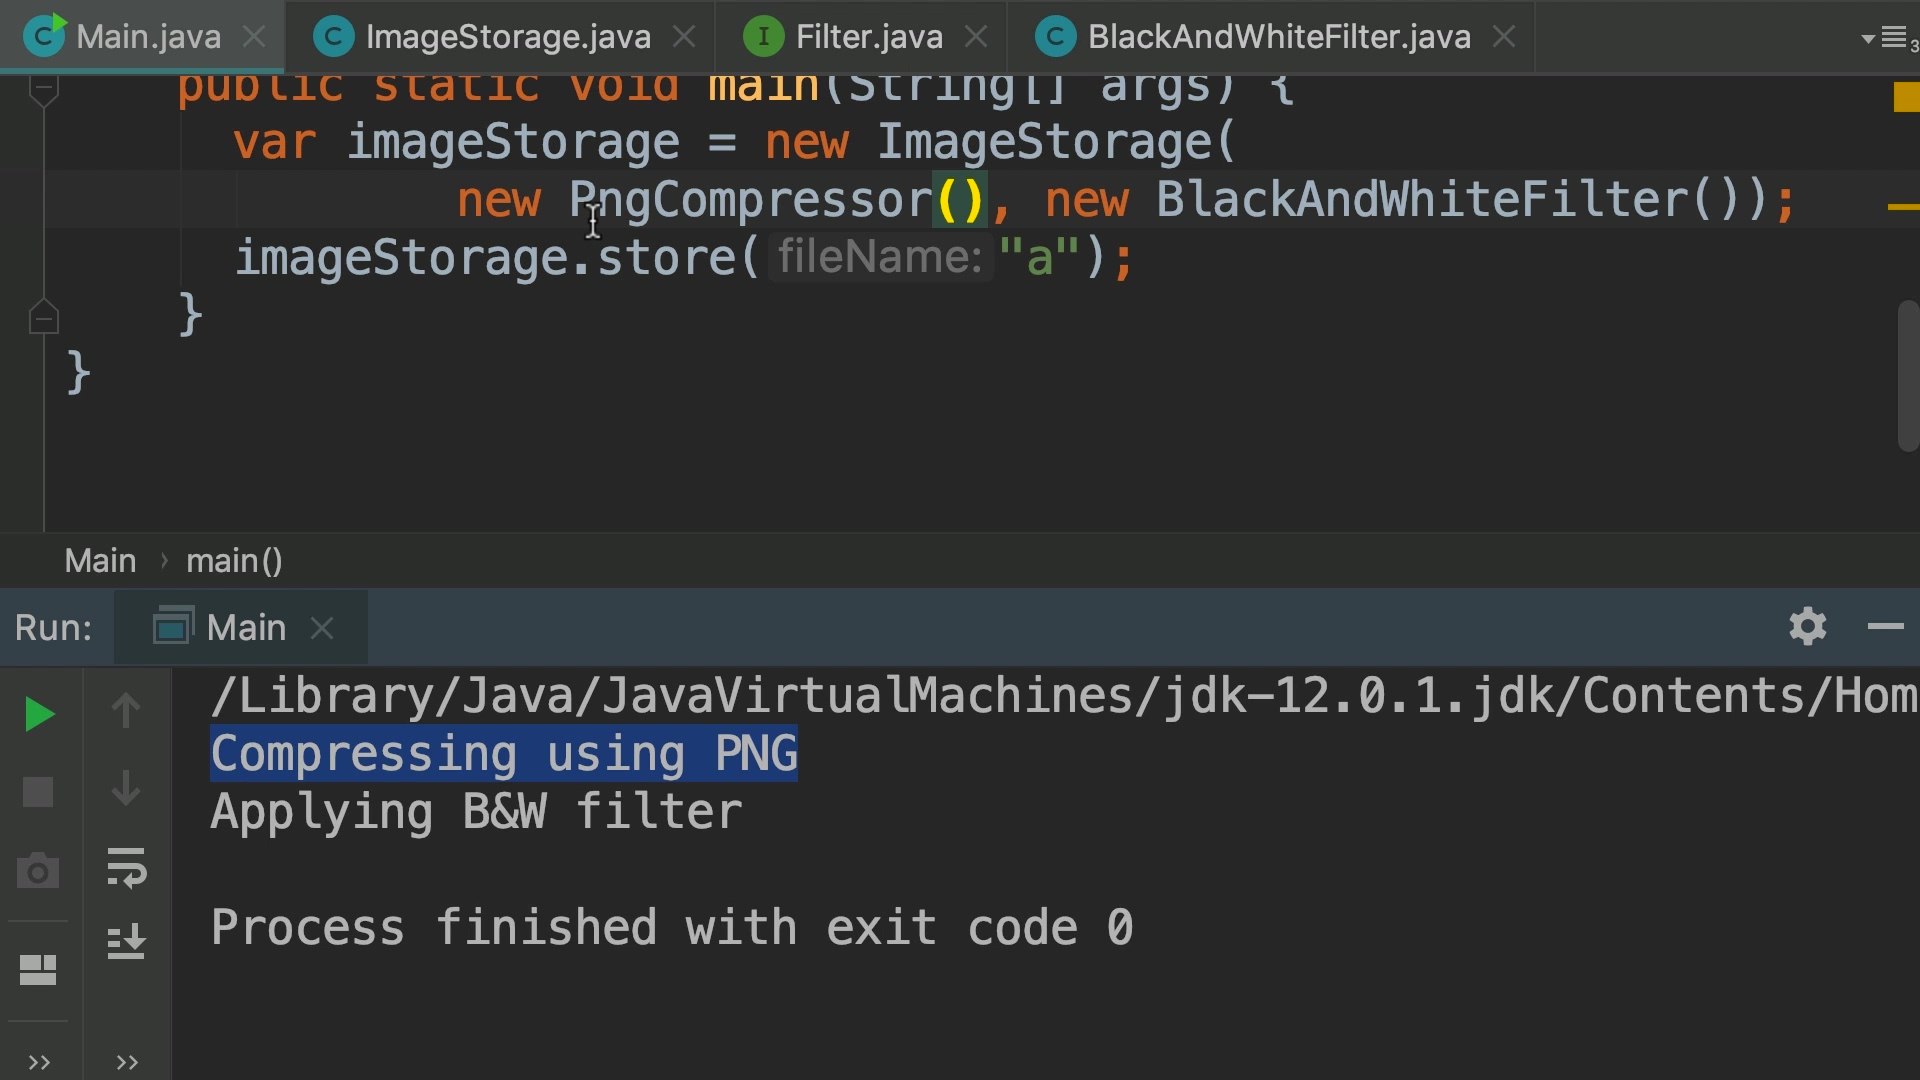 Main.java ImageStorage.java Filter.java BlackAndWhiteFilter.java 3
public static void main(String[] args) {
var imageStorage = new ImageStorage(
new PngCompressor(), new BlackAndWhiteFilter());
imageStorage.store( fileName: "a");
}
}
Main › main()
Run: Main
/Library/Java/JavaVirtualMachines/jdk-12.0.1.jdk/Contents/Hom
Compressing using PNG
Applying B&W filter
Process finished with exit code 0